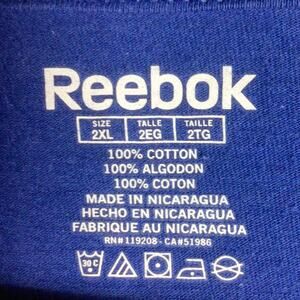 Reebok
SIZE TALLE TAILLE
2XL 2EG 2TG
100% COTTON
100% ALGODON
100% COTON
MADE IN NICARAGUA
HECHO EN NICARAGUA
FABRIQUE AU NICARAGUA
RN#119208 - CA#51986
30 C